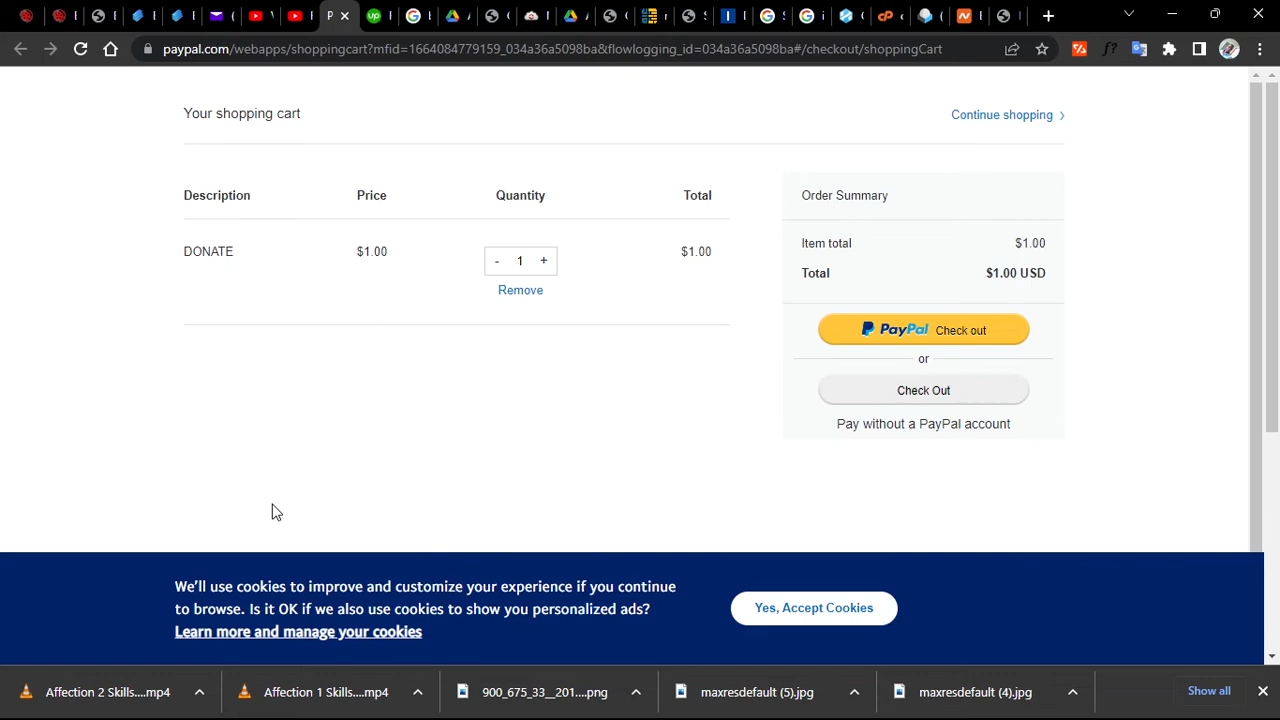 P
paypal.com/webapps/shoppingcart?mfid=1664084779159_034a36a5098ba&flowlogging_id=034a36a5098ba#/checkout/shoppingCart
Your shopping cart
Continue shopping
Description Price Quantity Total
DONATE $1.00 - 1 + $1.00
Remove
Order Summary
Item total $1.00
Total $1.00 USD
PayPal Check out
or
Check Out
Pay without a PayPal account
We'll use cookies to improve and customize your experience if you continue
to browse. Is it OK if we also use cookies to show you personalized ads?
Learn more and manage your cookies
Yes, Accept Cookies
Affection 2 Skills....mp4 Affection 1 Skills....mp4 900_675_33__201....png maxresdefault (5).jpg maxresdefault (4).jpg Show all